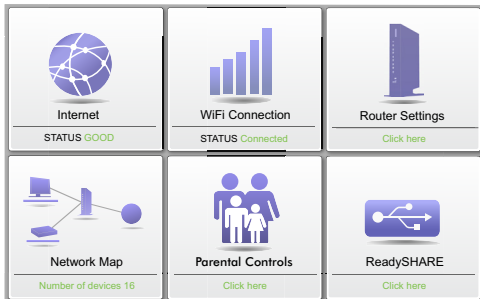 Internet
STATUS GOOD
WiFi Connection
STATUS Connected
Router Settings
Click here
Network Map
Number of devices 16
Parental Controls
Click here
ReadySHARE
Click here